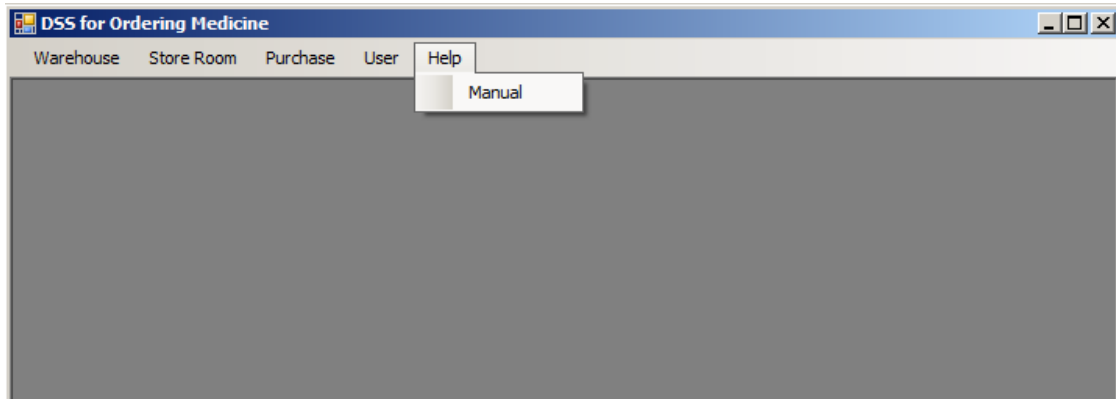 DSS for Ordering Medicine
Warehouse Store Room Purchase User Help
Manual